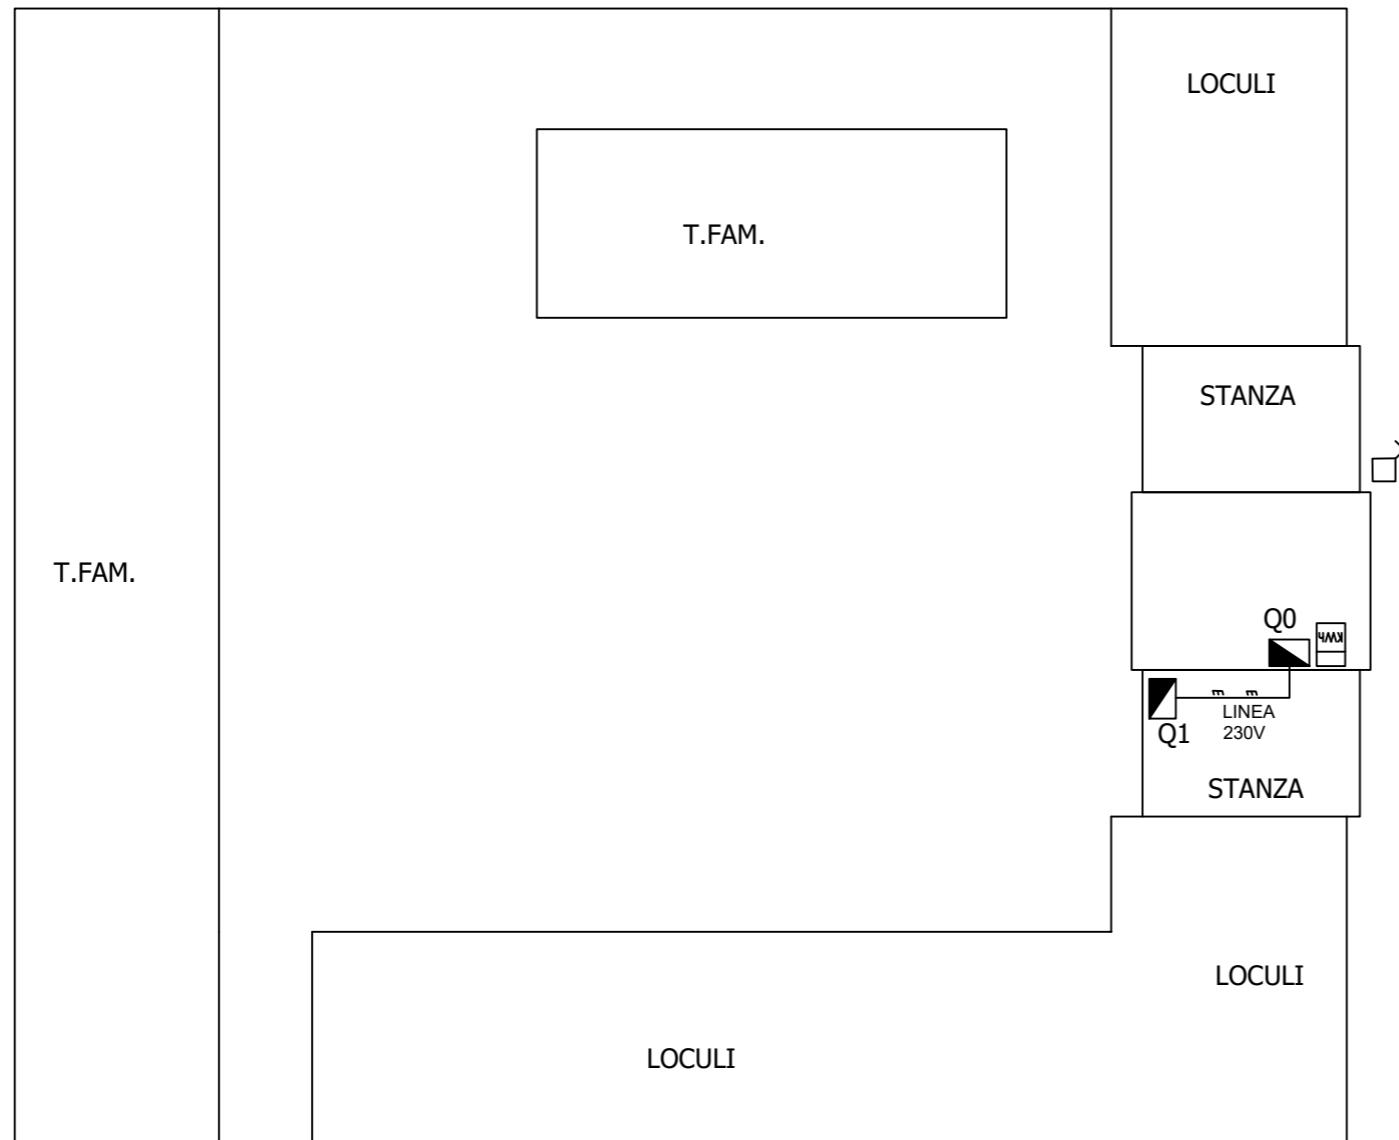 LOCULI
T.FAM.
STANZA
T.FAM.
Q0
KWh
LINEA
230V
Q1
STANZA
LOCULI
LOCULI